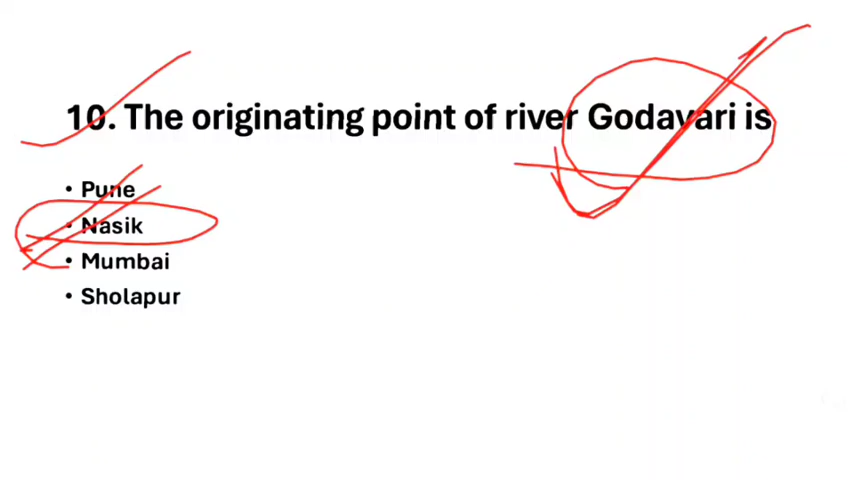 10. The originating point of river Godavari is
• Pune
• Nasik
• Mumbai
• Sholapur